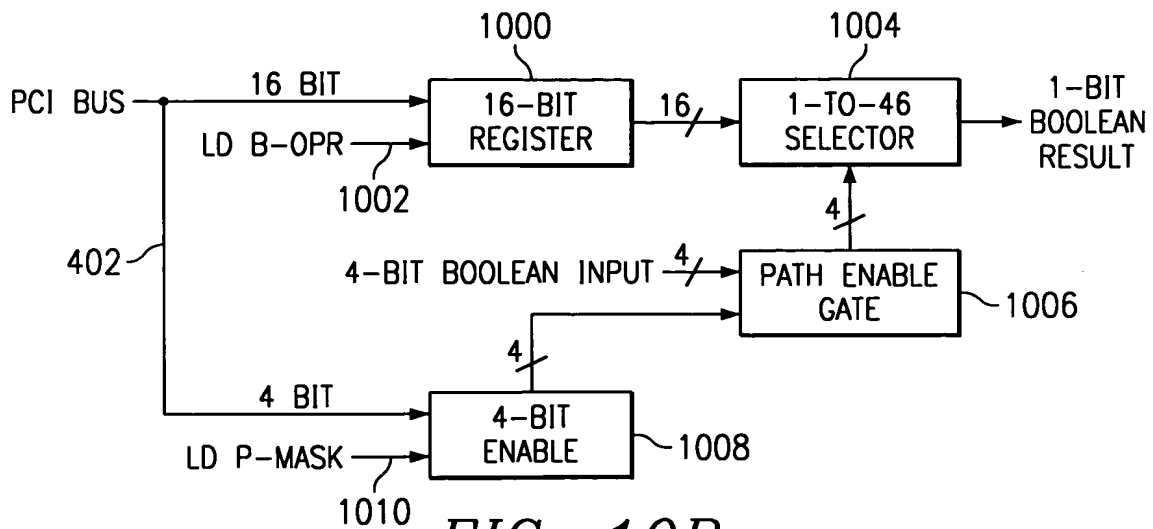 1000
1004
PCI BUS
16 BIT
16-BIT
REGISTER
16
1-TO-46
SELECTOR
1-BIT
BOOLEAN
RESULT
LD B-OPR
1002
402
4
4-BIT BOOLEAN INPUT
4
PATH ENABLE
GATE
1006
4
4 BIT
4-BIT
ENABLE
1008
LD P-MASK
1010
FIG. 10B